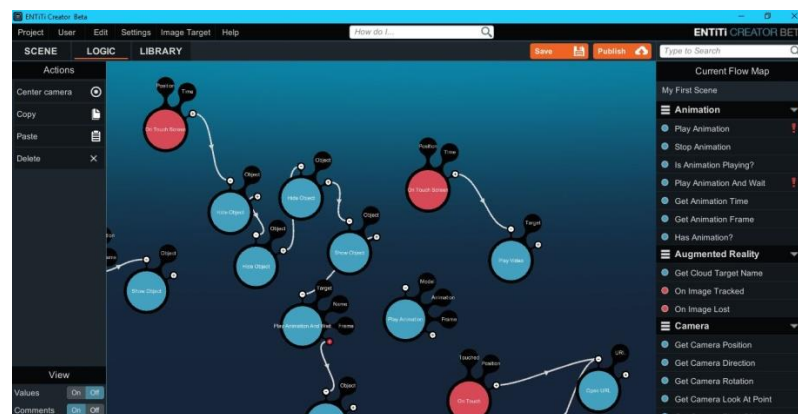 ENTiTi Creator Beta
Project User Edit Settings Image Target Help
How do I...
ENTITI CREATOR BET
SCENE LOGIC LIBRARY
Save
Publish
Type to Search
Actions
Center camera
Copy
Paste
Delete
Current Flow Map
My First Scene
Animation
Play Animation
Stop Animation
Is Animation Playing?
Play Animation And Wait
Get Animation Time
Get Animation Frame
Has Animation?
Augmented Reality
Get Cloud Target Name
On Image Tracked
On Image Lost
Camera
Get Camera Position
Get Camera Direction
Get Camera Rotation
Get Camera Look At Point
Position
Time
On Touch Screen
Object
Hide Object
Object
Hide Object
Object
Hide Object
Object
Show Object
Object
Show Object
Position
Time
On Touch Screen
Target
Play Video
Target
Name
Frame
Play Animation And Wait
Mode
Animation
Frame
Play Animation
Object
Touched
Position
On Touch
URL
Open URL
View
Values On Off
Comments On Off